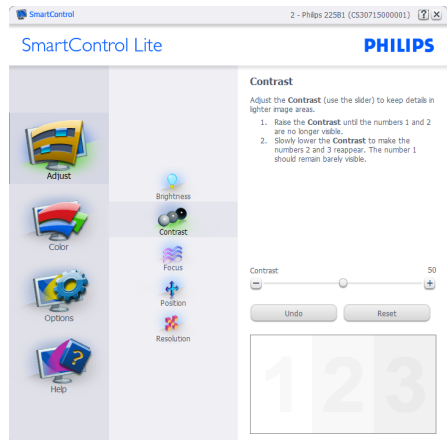 SmartControl
2 - Philips 225B1 (CS30715000001)
SmartControl Lite
PHILIPS
Adjust
Color
Options
Help
Brightness
Contrast
Focus
Position
Resolution
Contrast
Adjust the Contrast (use the slider) to keep details in
lighter image areas.
1. Raise the Contrast until the numbers 1 and 2
are no longer visible.
2. Slowly lower the Contrast to make the
numbers 2 and 3 reappear. The number 1
should remain barely visible.
Contrast 50
Undo Reset
1 2 3